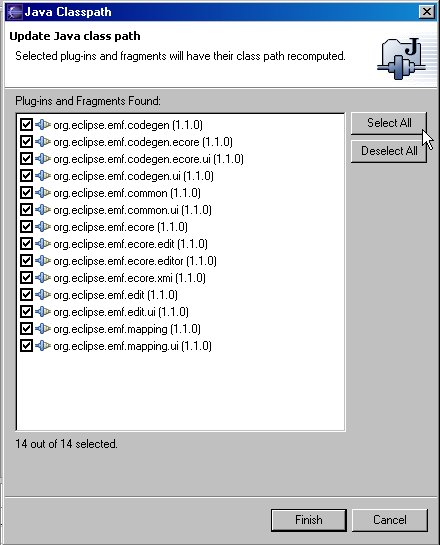 Java Classpath
Update Java class path
Selected plug-ins and fragments will have their class path recomputed.
J
Plug-ins and Fragments Found:
org.eclipse.emf.codegen (1.1.0)
org.eclipse.emf.codegen.ecore (1.1.0)
org.eclipse.emf.codegen.ecore.ui (1.1.0)
org.eclipse.emf.codegen.ui (1.1.0)
org.eclipse.emf.common (1.1.0)
org.eclipse.emf.common.ui (1.1.0)
org.eclipse.emf.ecore (1.1.0)
org.eclipse.emf.ecore.edit (1.1.0)
org.eclipse.emf.ecore.editor (1.1.0)
org.eclipse.emf.ecore.xmi (1.1.0)
org.eclipse.emf.edit (1.1.0)
org.eclipse.emf.edit.ui (1.1.0)
org.eclipse.emf.mapping (1.1.0)
org.eclipse.emf.mapping.ui (1.1.0)
Select All
Deselect All
14 out of 14 selected.
Finish
Cancel